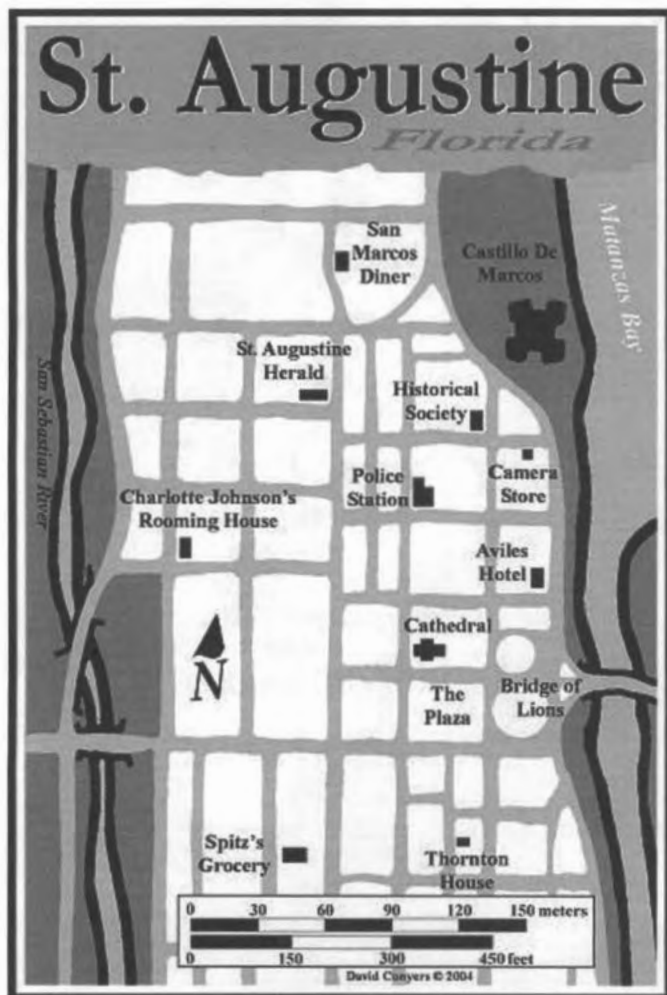 St. Augustine
Florida
San
Marcos
Diner
Castillo De
Marcos
Matanzas Bay
St. Augustine
Herald
Historical
Society
San Sebastian River
Police
Station
Camera
Store
Charlotte Johnson's
Rooming House
Aviles
Hotel
Cathedral
N
The
Plaza
Bridge of
Lions
Spitz's
Grocery
Thornton
House
0 30 60 90 120 150 meters
0 150 300 450 feet
David Conyers © 2004